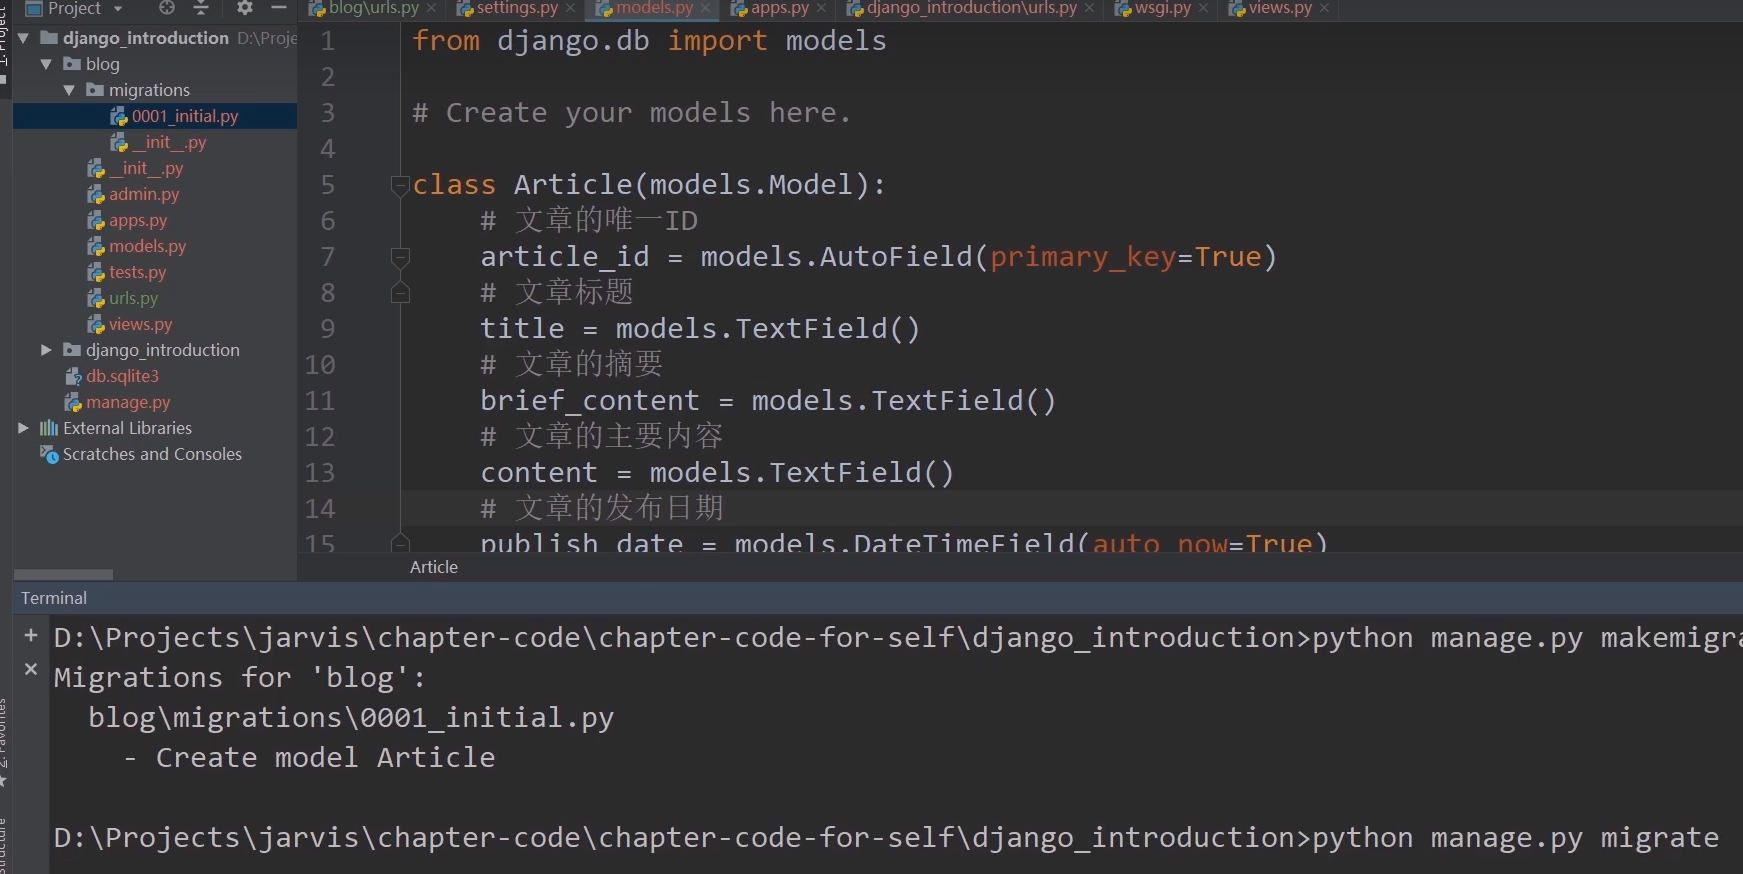 Project
blog\urls.py
settings.py
models.py
apps.py
django_introduction\urls.py
wsgi.py
views.py
django_introduction D:\Proje
blog
migrations
0001_initial.py
__init__.py
__init__.py
admin.py
apps.py
models.py
tests.py
urls.py
views.py
django_introduction
db.sqlite3
manage.py
External Libraries
Scratches and Consoles
1 from django.db import models
2
3 # Create your models here.
4
5 class Article(models.Model):
6 # 文章的唯一ID
7 article_id = models.AutoField(primary_key=True)
8 # 文章标题
9 title = models.TextField()
10 # 文章的摘要
11 brief_content = models.TextField()
12 # 文章的主要内容
13 content = models.TextField()
14 # 文章的发布日期
15 publish_date = models.DateTimeField(auto_now=True)
Article
Terminal
D:\Projects\jarvis\chapter-code\chapter-code-for-self\django_introduction>python manage.py makemigra
Migrations for 'blog':
blog\migrations\0001_initial.py
- Create model Article
D:\Projects\jarvis\chapter-code\chapter-code-for-self\django_introduction>python manage.py migrate
2: Favorites